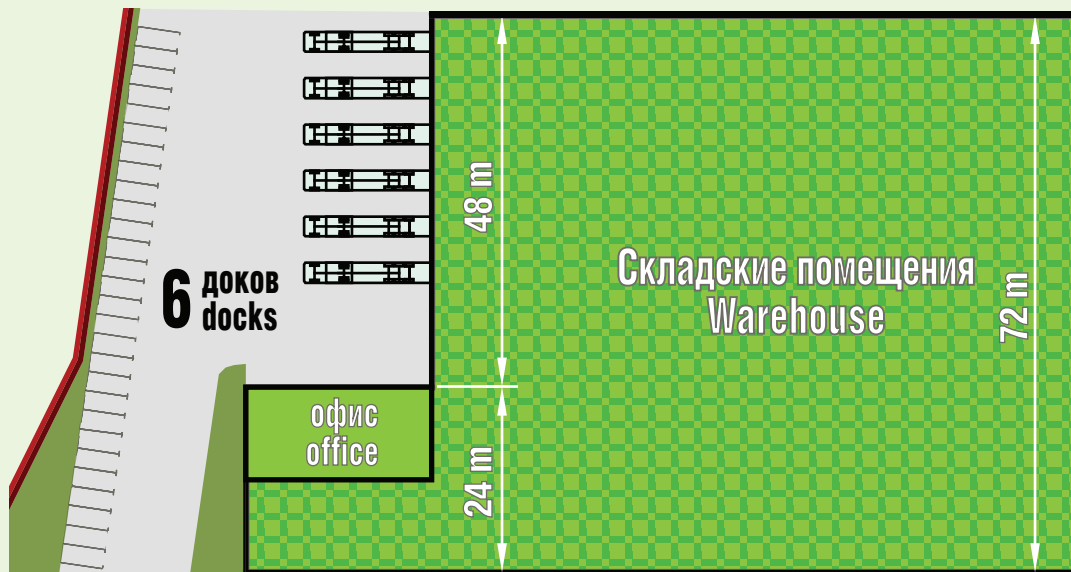 48 m
6 доков
docks
Складские помещения
Warehouse
72 m
офис
office
24 m